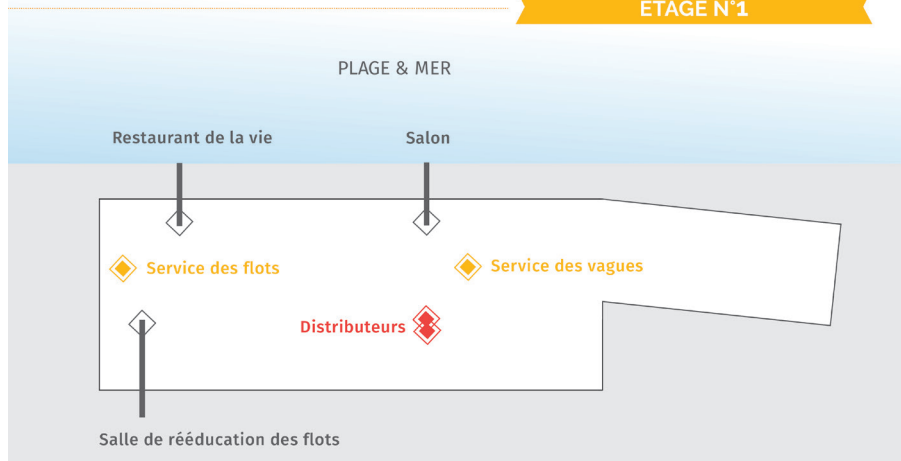 ETAGE N°1
PLAGE & MER
Restaurant de la vie
Salon
Service des flots
Service des vagues
Distributeurs
Salle de rééducation des flots